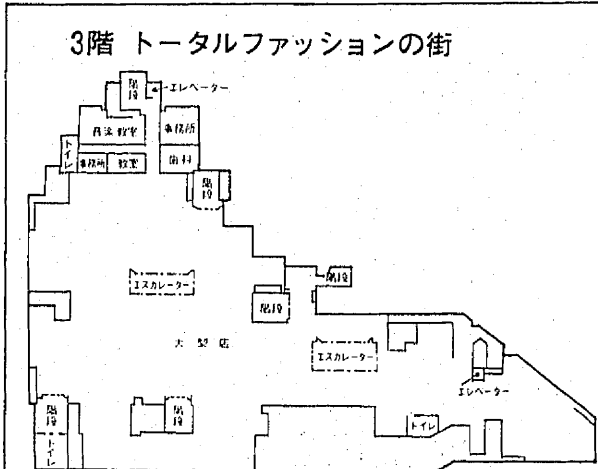 3階 トータルファッションの街
階段
エレベーター
音楽教室
事務所
トイレ
事務所
教室
歯科
階段
階段
エスカレーター
階段
大型店
エスカレーター
エレベーター
階段
階段
トイレ
トイレ